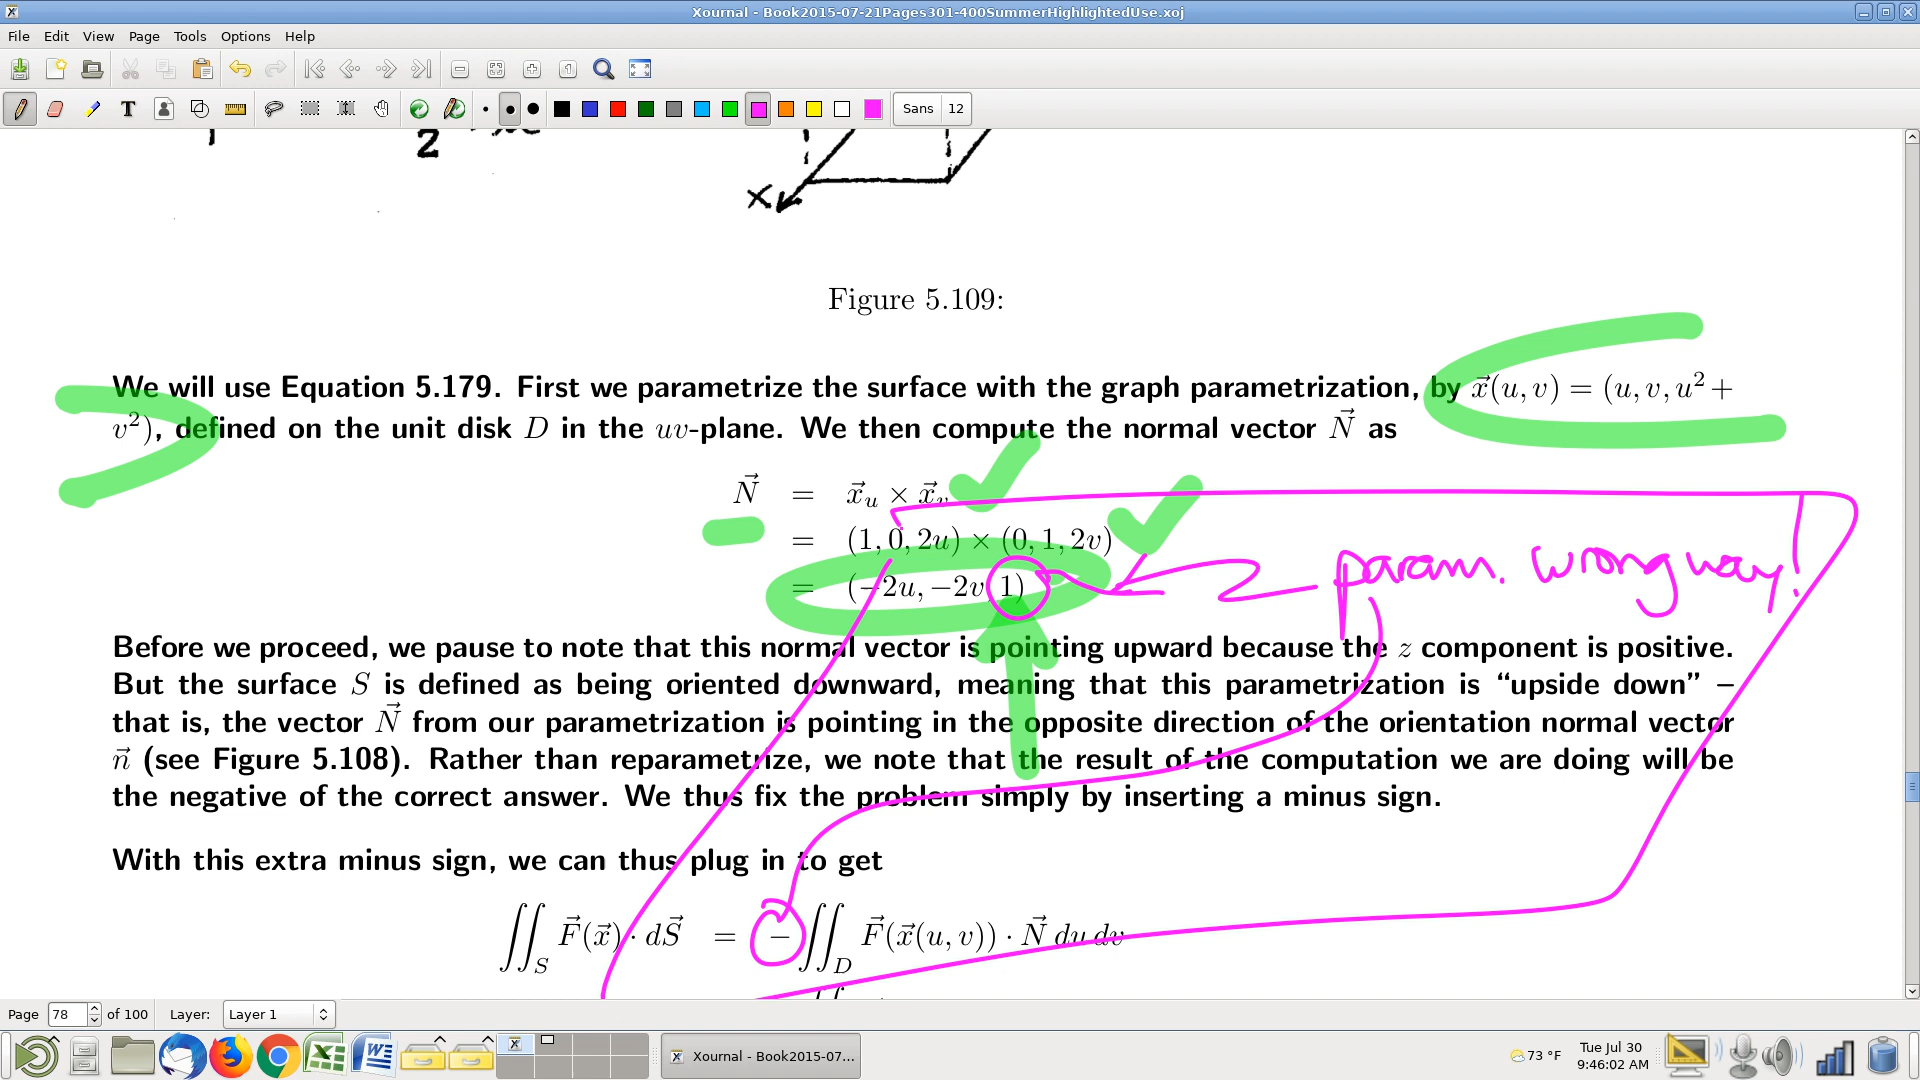 Xournal - Book2015-07-21Pages301-400SummerHighlightedUse.xoj
File Edit View Page Tools Options Help
Sans 12
2
x
Figure 5.109:
We will use Equation 5.179. First we parametrize the surface with the graph parametrization, by x⃗(u, v) = (u, v, u² +
v²), defined on the unit disk D in the uv-plane. We then compute the normal vector N⃗ as
N⃗ = x⃗ᵤ × x⃗ᵥ
= (1, 0, 2u) × (0, 1, 2v)
= (−2u, −2v, 1)
param. wrong way!
Before we proceed, we pause to note that this normal vector is pointing upward because the z component is positive.
But the surface S is defined as being oriented downward, meaning that this parametrization is “upside down” –
that is, the vector N⃗ from our parametrization is pointing in the opposite direction of the orientation normal vector
n⃗ (see Figure 5.108). Rather than reparametrize, we note that the result of the computation we are doing will be
the negative of the correct answer. We thus fix the problem simply by inserting a minus sign.
With this extra minus sign, we can thus plug in to get
∬_S F⃗(x⃗) · dS⃗ = − ∬_D F⃗(x⃗(u, v)) · N⃗ du dv
Page 78 of 100 Layer: Layer 1
Xournal - Book2015-07...
73 °F
Tue Jul 30
9:46:02 AM